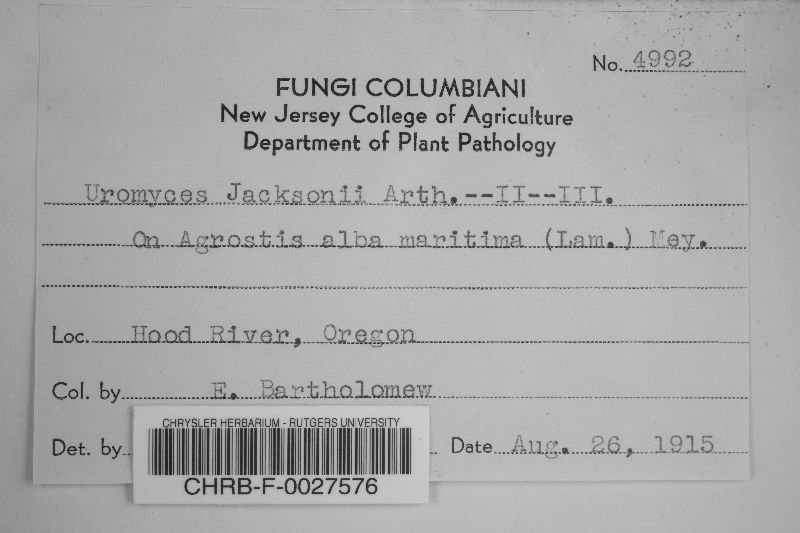 No. 4992
FUNGI COLUMBIANI
New Jersey College of Agriculture
Department of Plant Pathology
Uromyces Jacksonii Arth.--II--III.
On Agrostis alba maritima (Lam.) Mey.
Loc. Hood River, Oregon
Col. by E. Bartholomew
Det. by
Date Aug. 26, 1915
CHRYSLER HERBARIUM - RUTGERS UNIVERSITY
CHRB-F-0027576